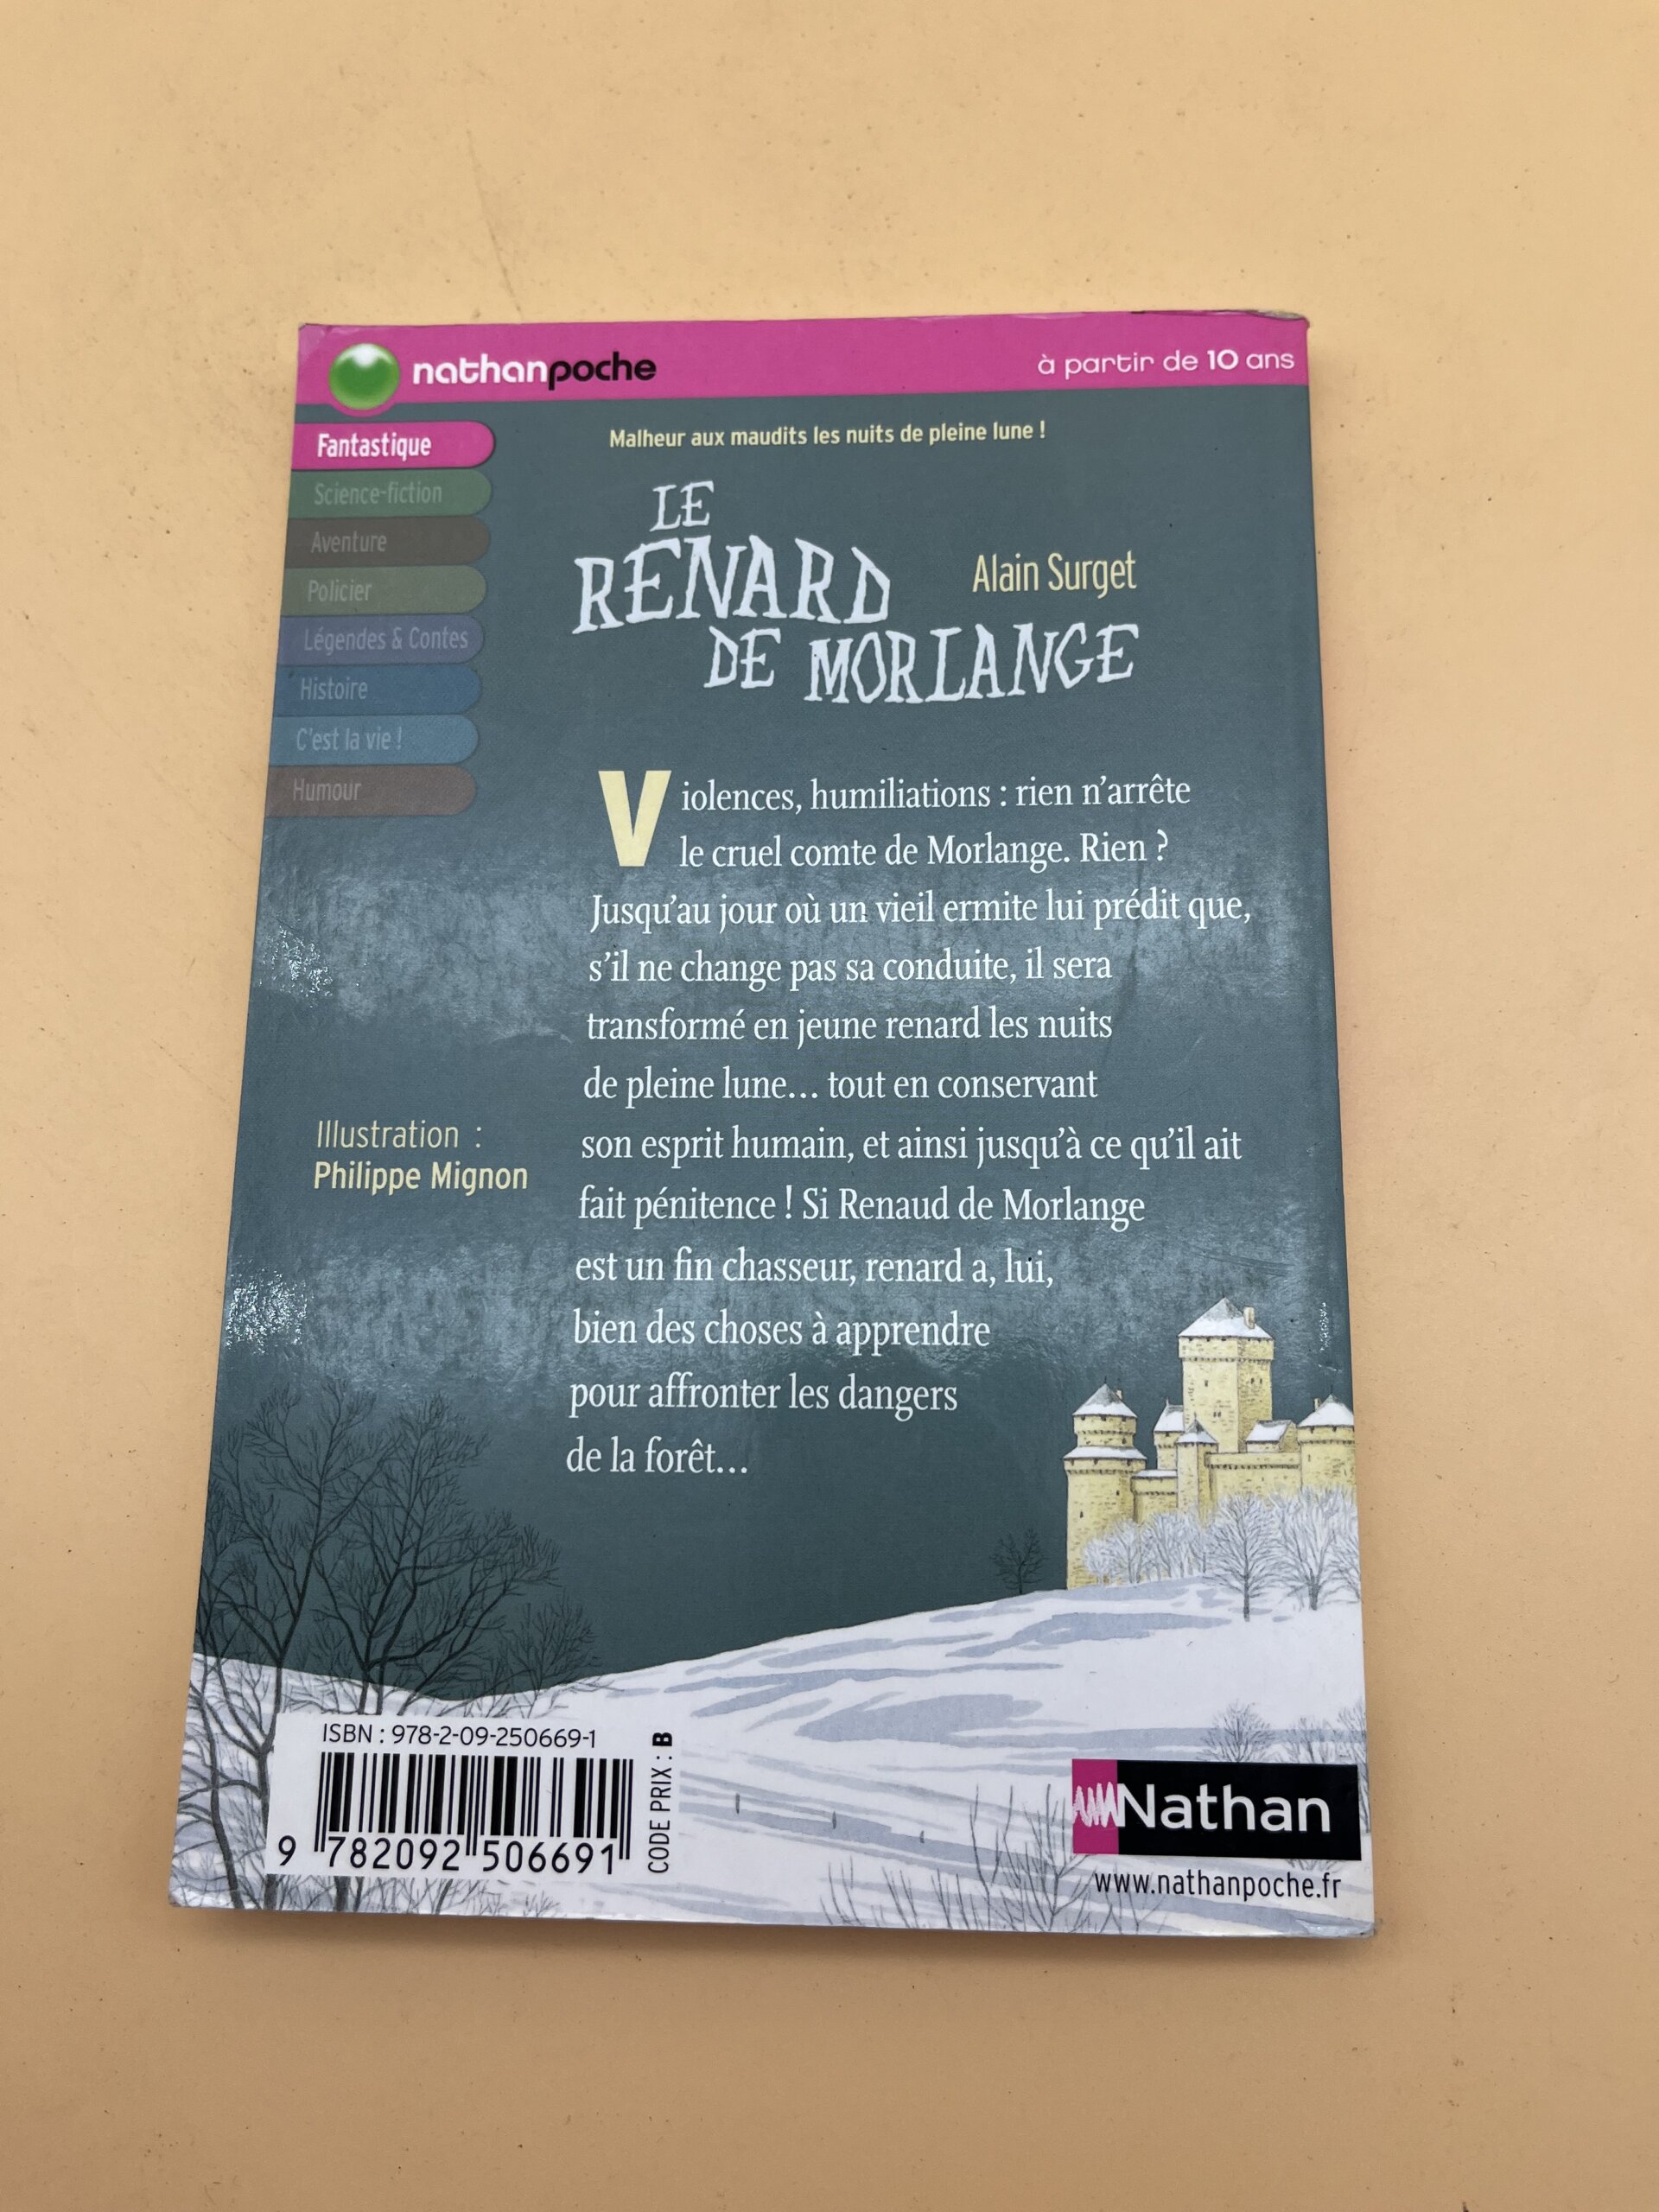 nathanpoche
à partir de 10 ans
Fantastique
Science-fiction
Aventure
Policier
Légendes & Contes
Histoire
C'est la vie !
Humour
Malheur aux maudits les nuits de pleine lune !
LE
RENARD
DE MORLANGE
Alain Surget
Violences, humiliations : rien n'arrête
le cruel comte de Morlange. Rien ?
Jusqu'au jour où un vieil ermite lui prédit que,
s'il ne change pas sa conduite, il sera
transformé en jeune renard les nuits
de pleine lune... tout en conservant
son esprit humain, et ainsi jusqu'à ce qu'il ait
fait pénitence ! Si Renaud de Morlange
est un fin chasseur, renard a, lui,
bien des choses à apprendre
pour affronter les dangers
de la forêt...
Illustration :
Philippe Mignon
ISBN : 978-2-09-250669-1
9 782092 506691
CODE PRIX : B
Nathan
www.nathanpoche.fr